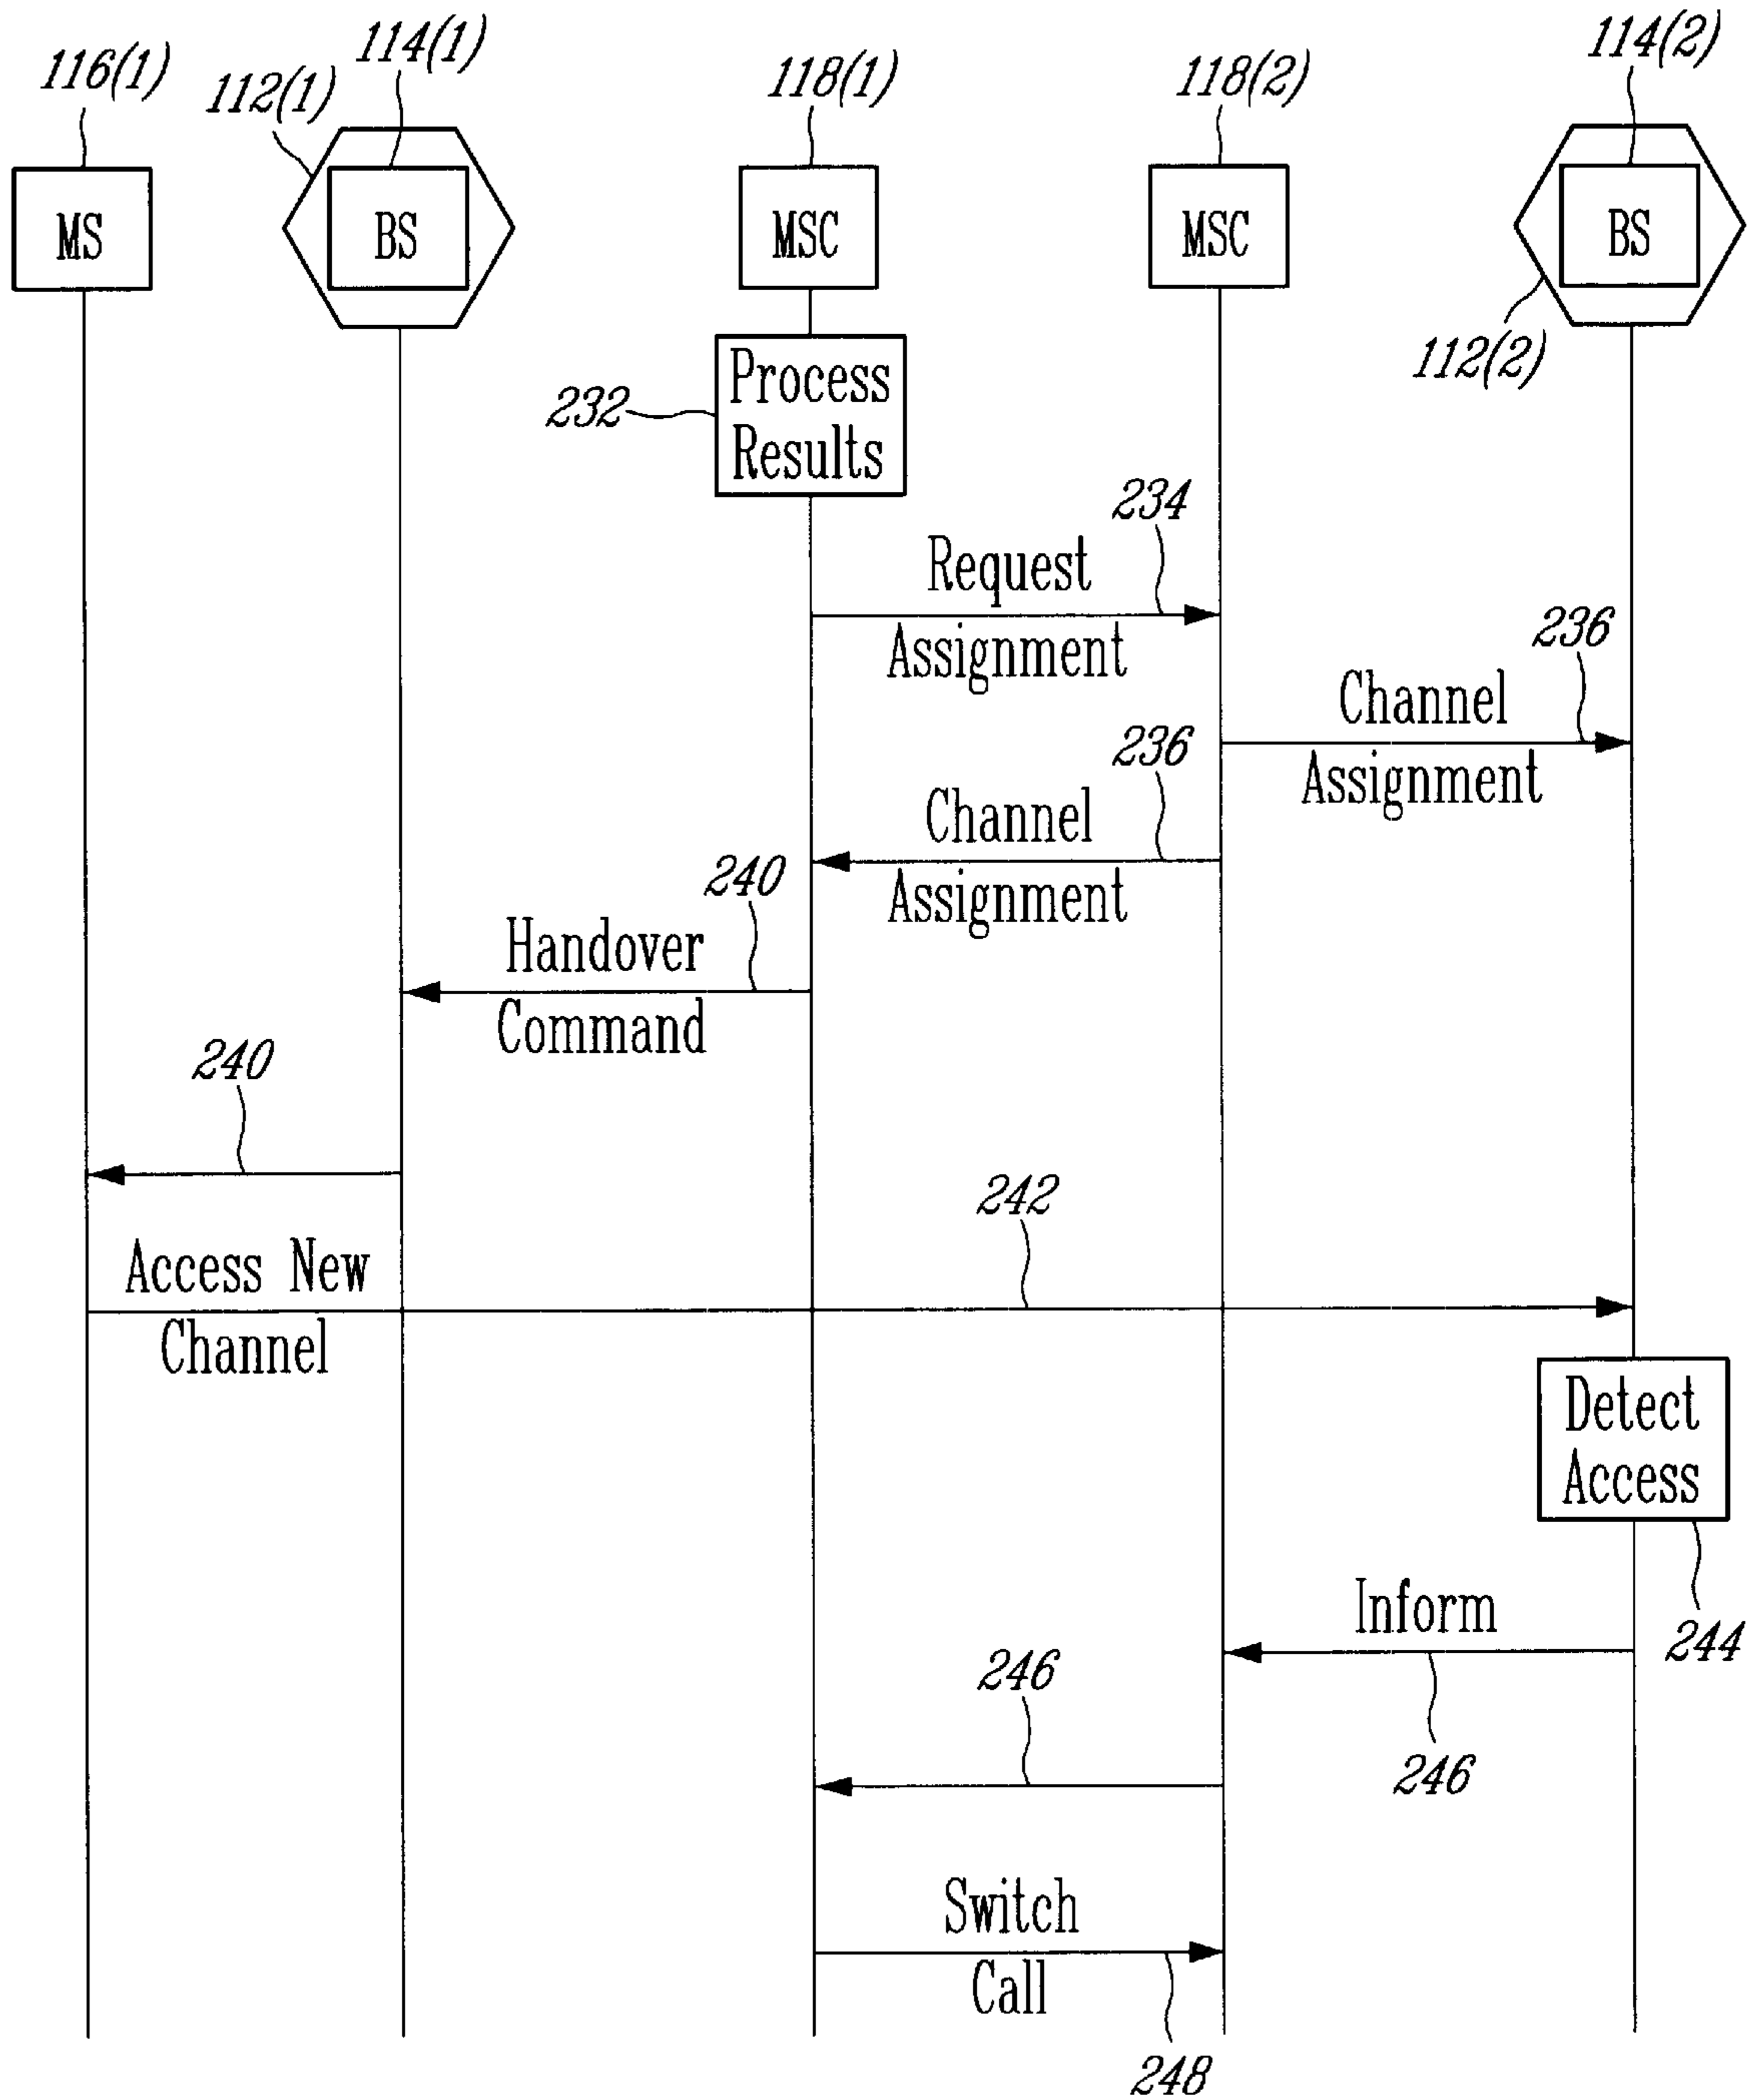 116(1)
112(1)
114(1)
118(1)
118(2)
114(2)
MS
BS
MSC
MSC
BS
112(2)
232
Process
Results
234
Request
Assignment
236
Channel
Assignment
236
Channel
Assignment
240
Handover
Command
240
242
Access New
Channel
Detect
Access
244
Inform
246
246
Switch
Call
248